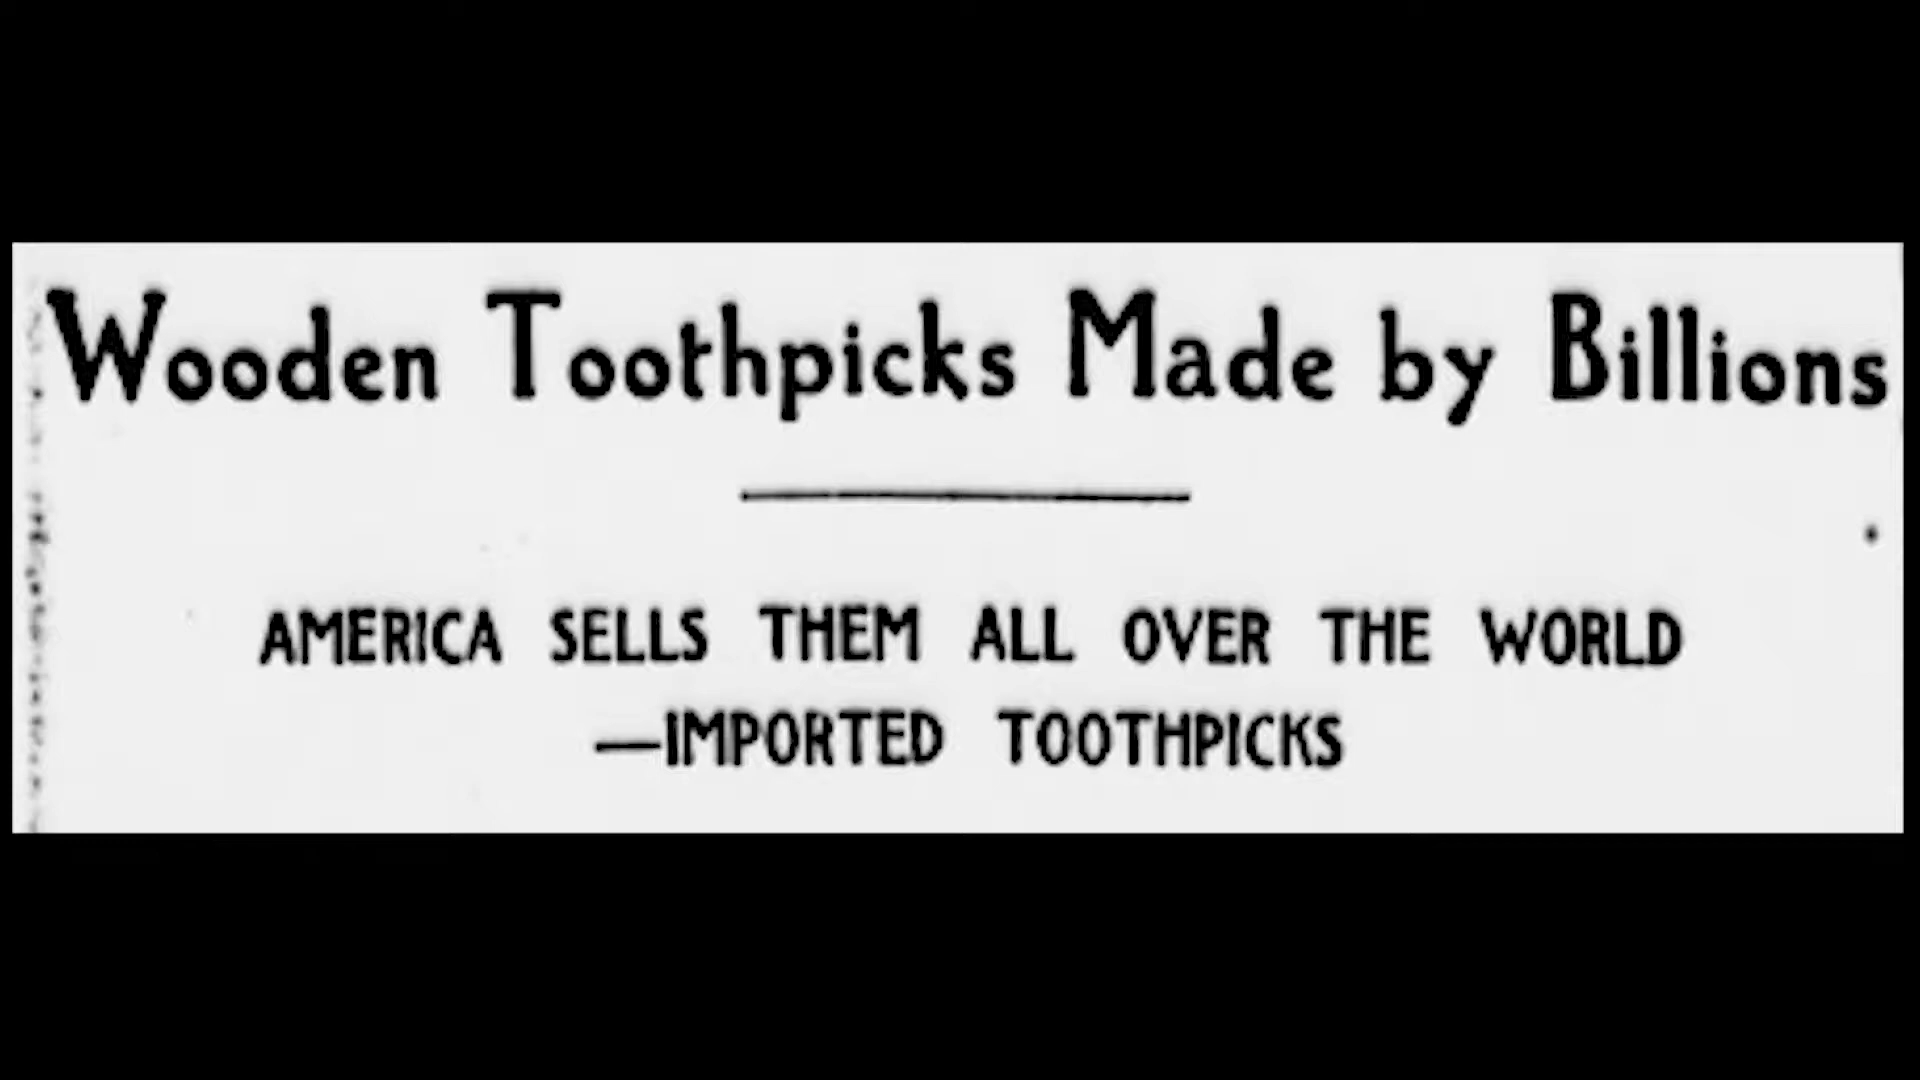 Wooden Toothpicks Made by Billions
AMERICA SELLS THEM ALL OVER THE WORLD
—IMPORTED TOOTHPICKS